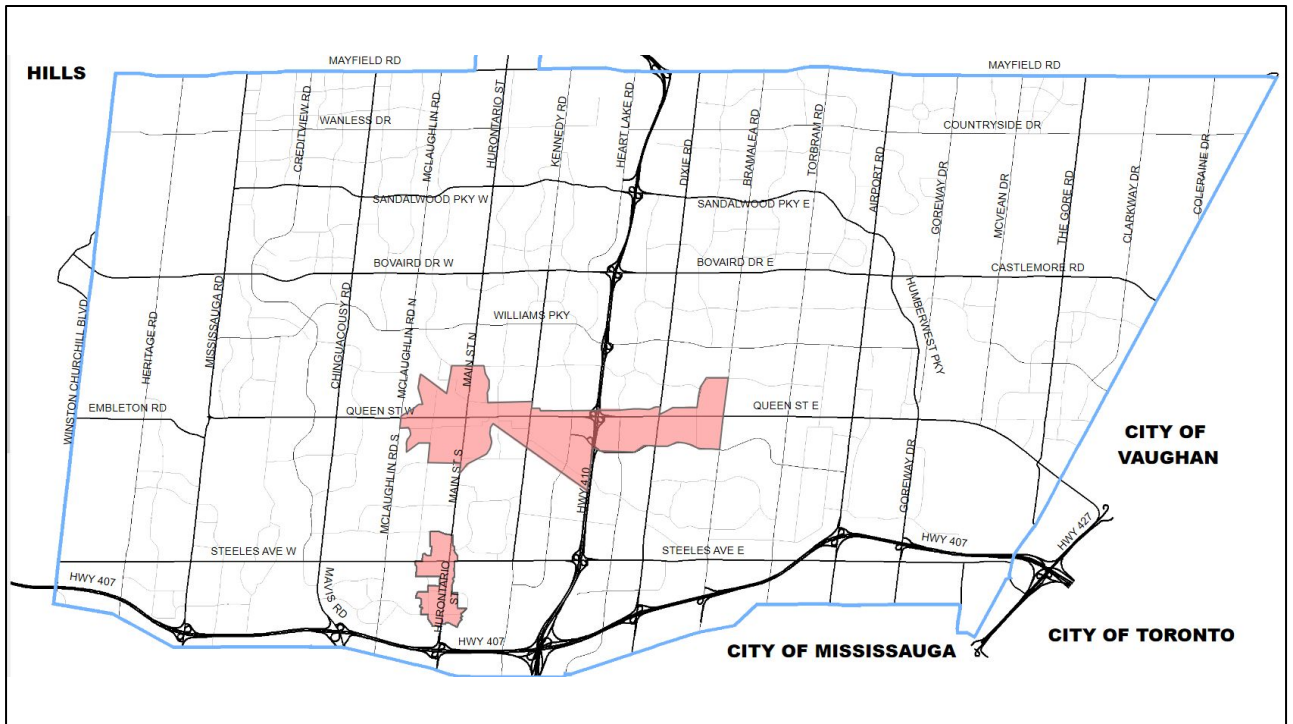 HILLS
MAYFIELD RD
MAYFIELD RD
WANLESS DR
COUNTRYSIDE DR
CREDITVIEW RD
MCLAUGHLIN RD
HURONTARIO ST
KENNEDY RD
HEART LAKE RD
DIXIE RD
BRAMALEA RD
TORBRAM RD
AIRPORT RD
GOREWAY DR
MCVEAN DR
THE GORE RD
CLARKWAY DR
COLERAINE DR
SANDALWOOD PKY W
SANDALWOOD PKY E
BOVAIRD DR W
BOVAIRD DR E
CASTLEMORE RD
WINSTON CHURCHILL BLVD
HERITAGE RD
MISSISSAUGA RD
CHINGUACOUSY RD
MCLAUGHLIN RD N
MAIN ST N
WILLIAMS PKY
HUMBERWEST PKY
EMBLETON RD
QUEEN ST W
QUEEN ST E
CITY OF
VAUGHAN
MCLAUGHLIN RD S
MAIN ST S
HWY 410
GOREWAY DR
HWY 427
STEELES AVE W
STEELES AVE E
HWY 407
HWY 407
MAVIS RD
HURONTARIO
ST
HWY 407
CITY OF TORONTO
CITY OF MISSISSAUGA